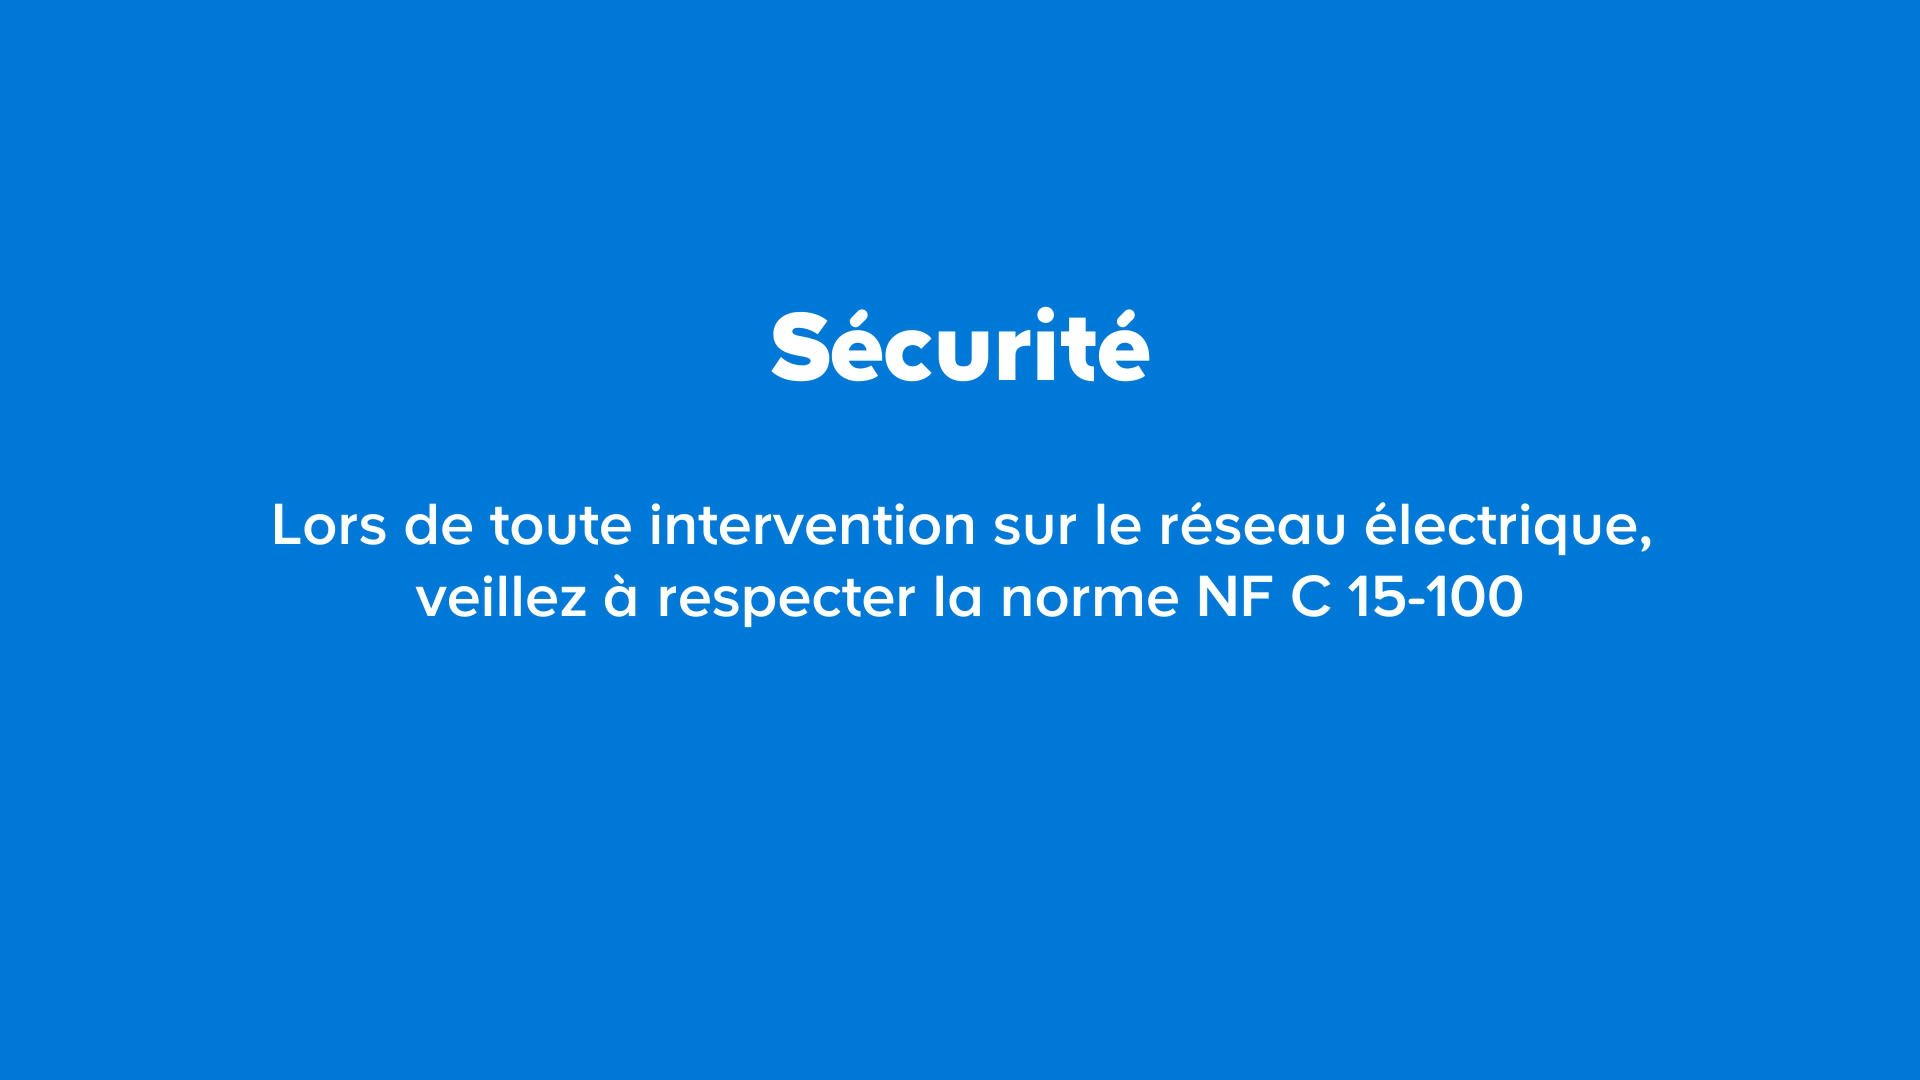 Sécurité
Lors de toute intervention sur le réseau électrique,
veillez à respecter la norme NF C 15-100